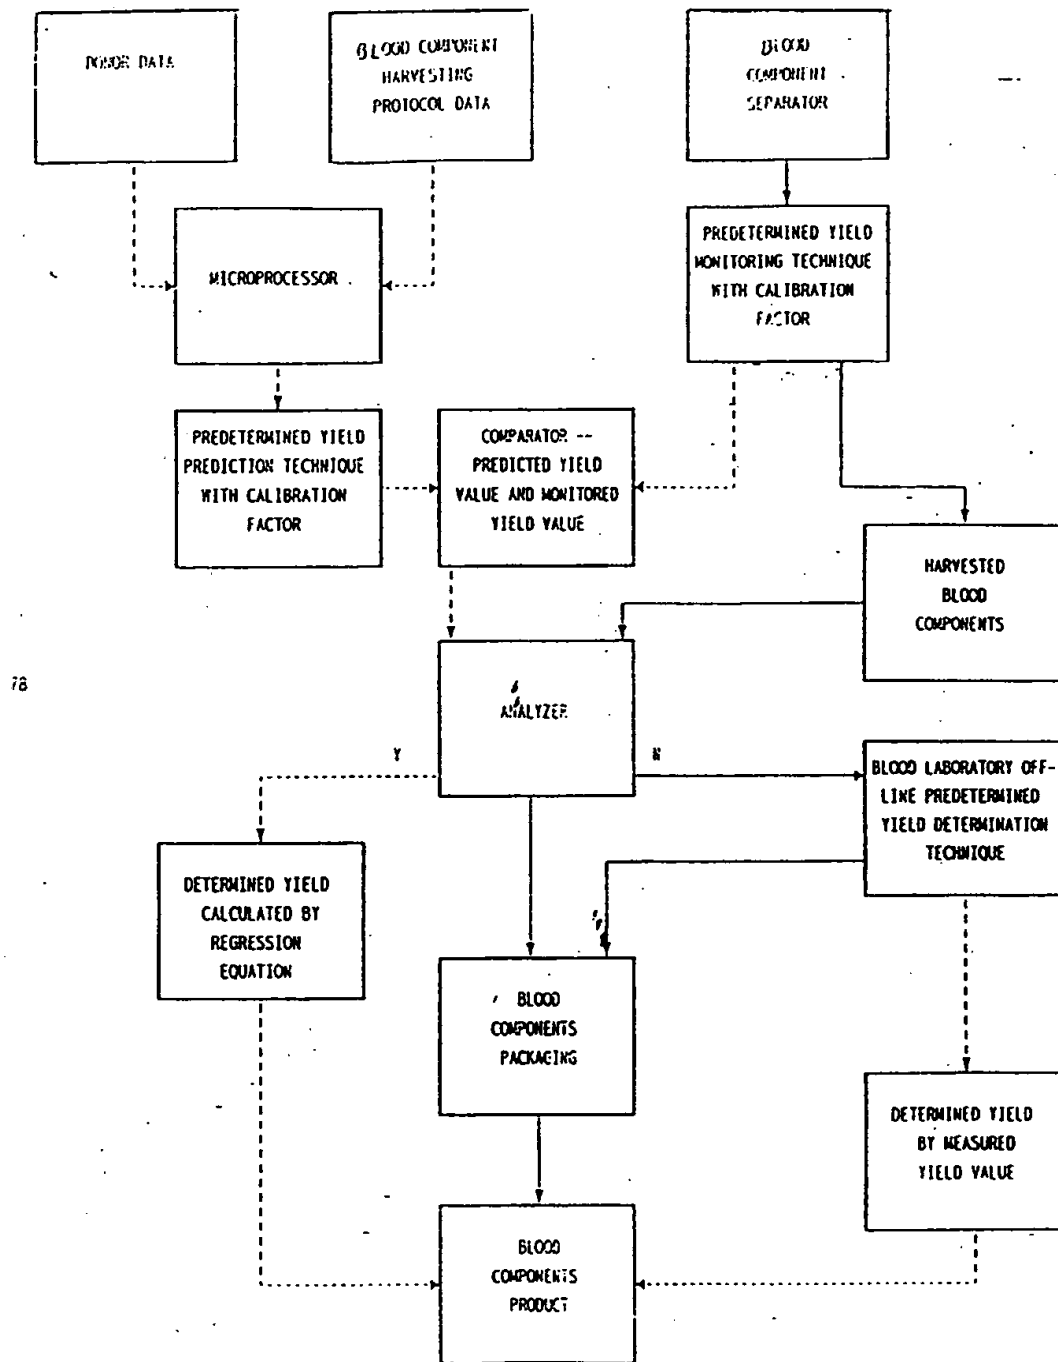 DONOR DATA
BLOOD COMPONENT
HARVESTING
PROTOCOL DATA
BLOOD
COMPONENT
SEPARATOR
MICROPROCESSOR
PREDETERMINED YIELD
MONITORING TECHNIQUE
WITH CALIBRATION
FACTOR
PREDETERMINED YIELD
PREDICTION TECHNIQUE
WITH CALIBRATION
FACTOR
COMPARATOR --
PREDICTED YIELD
VALUE AND MONITORED
YIELD VALUE
HARVESTED
BLOOD
COMPONENTS
78
ANALYZER
Y
N
BLOOD LABORATORY OFF-
LINE PREDETERMINED
YIELD DETERMINATION
TECHNIQUE
DETERMINED YIELD
CALCULATED BY
REGRESSION
EQUATION
BLOOD
COMPONENTS
PACKAGING
DETERMINED YIELD
BY MEASURED
YIELD VALUE
BLOOD
COMPONENTS
PRODUCT